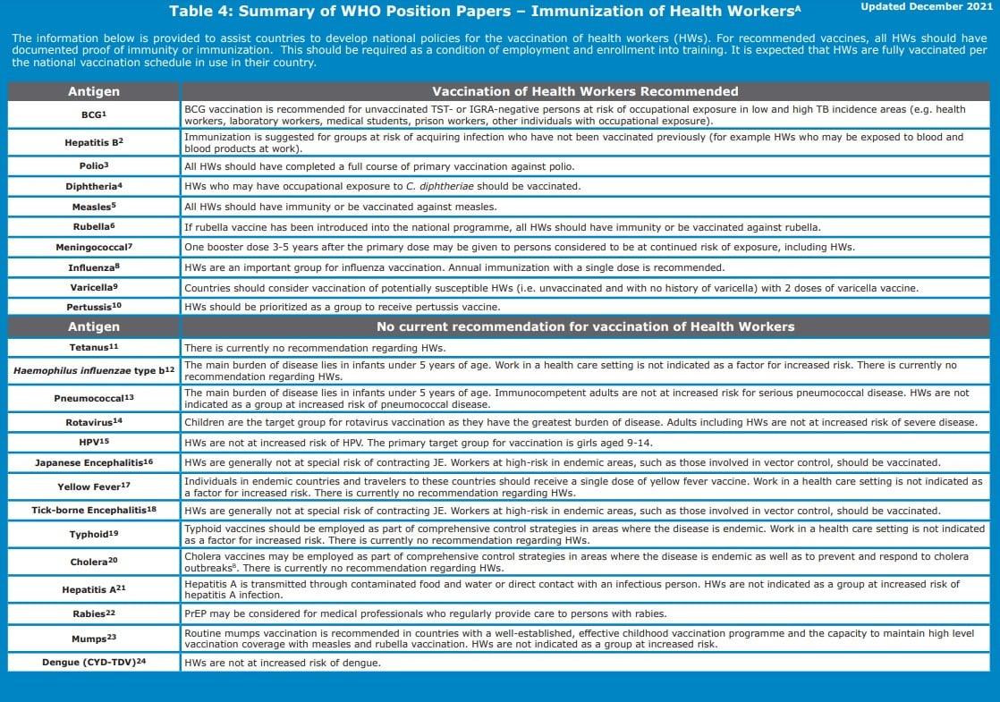 Table 4: Summary of WHO Position Papers – Immunization of Health Workersᴬ
Updated December 2021
The information below is provided to assist countries to develop national policies for the vaccination of health workers (HWs). For recommended vaccines, all HWs should have
documented proof of immunity or immunization. This should be required as a condition of employment and enrollment into training. It is expected that HWs are fully vaccinated per
the national vaccination schedule in use in their country.
Antigen
Vaccination of Health Workers Recommended
BCG¹
BCG vaccination is recommended for unvaccinated TST- or IGRA-negative persons at risk of occupational exposure in low and high TB incidence areas (e.g. health
workers, laboratory workers, medical students, prison workers, other individuals with occupational exposure).
Hepatitis B²
Immunization is suggested for groups at risk of acquiring infection who have not been vaccinated previously (for example HWs who may be exposed to blood and
blood products at work).
Polio³
All HWs should have completed a full course of primary vaccination against polio.
Diphtheria⁴
HWs who may have occupational exposure to C. diphtheriae should be vaccinated.
Measles⁵
All HWs should have immunity or be vaccinated against measles.
Rubella⁶
If rubella vaccine has been introduced into the national programme, all HWs should have immunity or be vaccinated against rubella.
Meningococcal⁷
One booster dose 3-5 years after the primary dose may be given to persons considered to be at continued risk of exposure, including HWs.
Influenza⁸
HWs are an important group for influenza vaccination. Annual immunization with a single dose is recommended.
Varicella⁹
Countries should consider vaccination of potentially susceptible HWs (i.e. unvaccinated and with no history of varicella) with 2 doses of varicella vaccine.
Pertussis¹⁰
HWs should be prioritized as a group to receive pertussis vaccine.
Antigen
No current recommendation for vaccination of Health Workers
Tetanus¹¹
There is currently no recommendation regarding HWs.
Haemophilus influenzae type b¹²
The main burden of disease lies in infants under 5 years of age. Work in a health care setting is not indicated as a factor for increased risk. There is currently no
recommendation regarding HWs.
Pneumococcal¹³
The main burden of disease lies in infants under 5 years of age. Immunocompetent adults are not at increased risk for serious pneumococcal disease. HWs are not
indicated as a group at increased risk of pneumococcal disease.
Rotavirus¹⁴
Children are the target group for rotavirus vaccination as they have the greatest burden of disease. Adults including HWs are not at increased risk of severe disease.
HPV¹⁵
HWs are not at increased risk of HPV. The primary target group for vaccination is girls aged 9-14.
Japanese Encephalitis¹⁶
HWs are generally not at special risk of contracting JE. Workers at high-risk in endemic areas, such as those involved in vector control, should be vaccinated.
Yellow Fever¹⁷
Individuals in endemic countries and travelers to these countries should receive a single dose of yellow fever vaccine. Work in a health care setting is not indicated as
a factor for increased risk. There is currently no recommendation regarding HWs.
Tick-borne Encephalitis¹⁸
HWs are generally not at special risk of contracting JE. Workers at high-risk in endemic areas, such as those involved in vector control, should be vaccinated.
Typhoid¹⁹
Typhoid vaccines should be employed as part of comprehensive control strategies in areas where the disease is endemic. Work in a health care setting is not indicated
as a factor for increased risk. There is currently no recommendation regarding HWs.
Cholera²⁰
Cholera vaccines may be employed as part of comprehensive control strategies in areas where the disease is endemic as well as to prevent and respond to cholera
outbreaksᴮ. There is currently no recommendation regarding HWs.
Hepatitis A²¹
Hepatitis A is transmitted through contaminated food and water or direct contact with an infectious person. HWs are not indicated as a group at increased risk of
hepatitis A infection.
Rabies²²
PrEP may be considered for medical professionals who regularly provide care to persons with rabies.
Mumps²³
Routine mumps vaccination is recommended in countries with a well-established, effective childhood vaccination programme and the capacity to maintain high level
vaccination coverage with measles and rubella vaccination. HWs are not indicated as a group at increased risk.
Dengue (CYD-TDV)²⁴
HWs are not at increased risk of dengue.